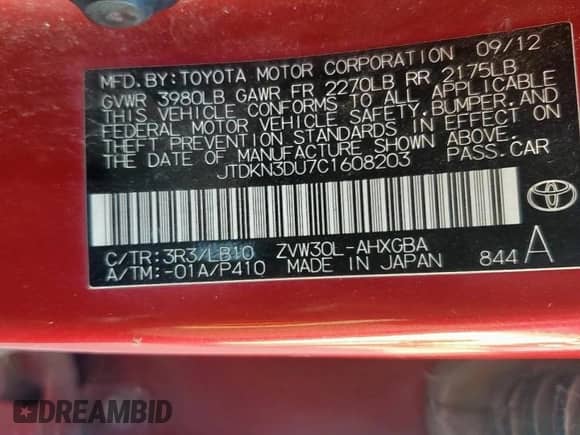 MFD. BY: TOYOTA MOTOR CORPORATION 09/12
GVWR 3980LB GAWR FR 2270LB RR 2175LB
THIS VEHICLE CONFORMS TO ALL APPLICABLE
FEDERAL MOTOR VEHICLE SAFETY, BUMPER, AND
THEFT PREVENTION STANDARDS IN EFFECT ON
THE DATE OF MANUFACTURE SHOWN ABOVE.
JTDKN3DU7C1608203 PASS. CAR
TOYOTA
C/TR: 3R3/LB10 ZVW30L-AHXGBA
A/TM: -01A/P410 MADE IN JAPAN 844 A
DREAMBID